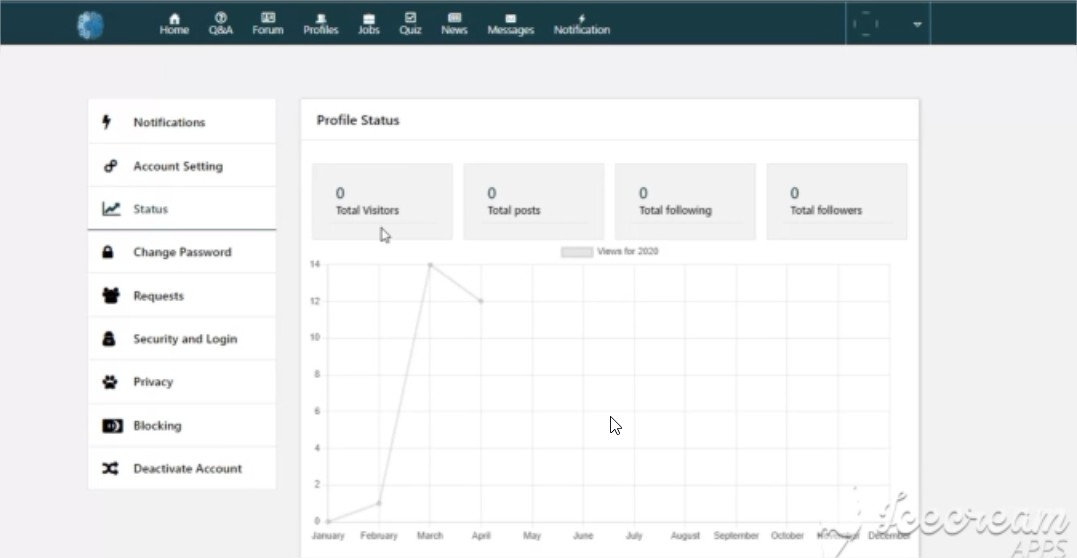 Home Q&A Forum Profiles Jobs Quiz News Messages Notification
Notifications
Account Setting
Status
Change Password
Requests
Security and Login
Privacy
Blocking
Deactivate Account
Profile Status
0 0 0 0
Total Visitors Total posts Total following Total followers
Views for 2020
14
12
10
8
6
4
2
0
January February March April May June July August September October November December
Icecream
APPS